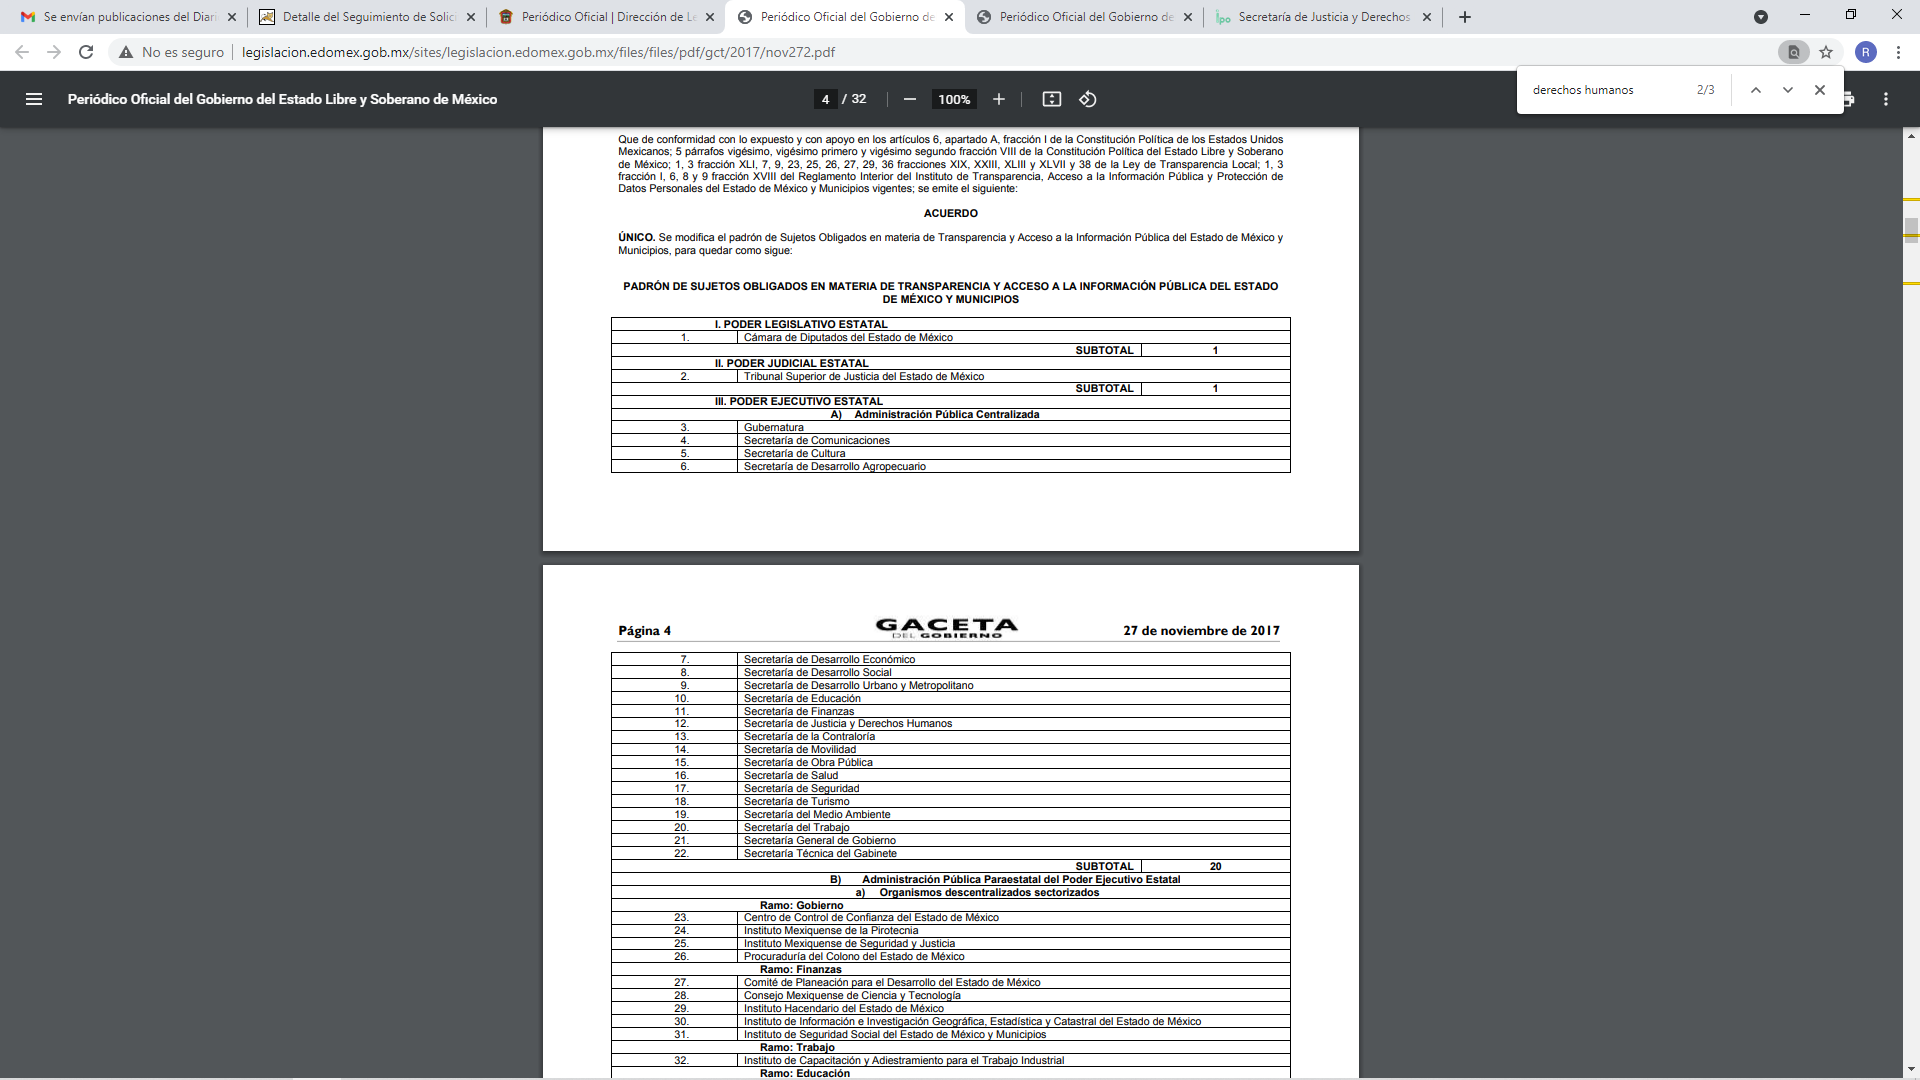 Se envían publicaciones del Diari
Detalle del Seguimiento de Solici
Periódico Oficial | Dirección de Le
Periódico Oficial del Gobierno de
Periódico Oficial del Gobierno de
ipo Secretaría de Justicia y Derechos
No es seguro legislacion.edomex.gob.mx/sites/legislacion.edomex.gob.mx/files/files/pdf/gct/2017/nov272.pdf
R
derechos humanos 2/3
Periódico Oficial del Gobierno del Estado Libre y Soberano de México
4 / 32
100%
Que de conformidad con lo expuesto y con apoyo en los artículos 6, apartado A, fracción I de la Constitución Política de los Estados Unidos
Mexicanos; 5 párrafos vigésimo, vigésimo primero y vigésimo segundo fracción VIII de la Constitución Política del Estado Libre y Soberano
de México; 1, 3 fracción XLI, 7, 9, 23, 25, 26, 27, 29, 36 fracciones XIX, XXIII, XLIII y XLVII y 38 de la Ley de Transparencia Local; 1, 3
fracción I, 6, 8 y 9 fracción XVIII del Reglamento Interior del Instituto de Transparencia, Acceso a la Información Pública y Protección de
Datos Personales del Estado de México y Municipios vigentes; se emite el siguiente:
ACUERDO
ÚNICO. Se modifica el padrón de Sujetos Obligados en materia de Transparencia y Acceso a la Información Pública del Estado de México y
Municipios, para quedar como sigue:
PADRÓN DE SUJETOS OBLIGADOS EN MATERIA DE TRANSPARENCIA Y ACCESO A LA INFORMACIÓN PÚBLICA DEL ESTADO
DE MÉXICO Y MUNICIPIOS
I. PODER LEGISLATIVO ESTATAL
1. Cámara de Diputados del Estado de México
SUBTOTAL 1
II. PODER JUDICIAL ESTATAL
2. Tribunal Superior de Justicia del Estado de México
SUBTOTAL 1
III. PODER EJECUTIVO ESTATAL
A) Administración Pública Centralizada
3. Gubernatura
4. Secretaría de Comunicaciones
5. Secretaría de Cultura
6. Secretaría de Desarrollo Agropecuario
Página 4 GACETA DEL GOBIERNO 27 de noviembre de 2017
7. Secretaría de Desarrollo Económico
8. Secretaría de Desarrollo Social
9. Secretaría de Desarrollo Urbano y Metropolitano
10. Secretaría de Educación
11. Secretaría de Finanzas
12. Secretaría de Justicia y Derechos Humanos
13. Secretaría de la Contraloría
14. Secretaría de Movilidad
15. Secretaría de Obra Pública
16. Secretaría de Salud
17. Secretaría de Seguridad
18. Secretaría de Turismo
19. Secretaría del Medio Ambiente
20. Secretaría del Trabajo
21. Secretaría General de Gobierno
22. Secretaría Técnica del Gabinete
SUBTOTAL 20
B) Administración Pública Paraestatal del Poder Ejecutivo Estatal
a) Organismos descentralizados sectorizados
Ramo: Gobierno
23. Centro de Control de Confianza del Estado de México
24. Instituto Mexiquense de la Pirotecnia
25. Instituto Mexiquense de Seguridad y Justicia
26. Procuraduría del Colono del Estado de México
Ramo: Finanzas
27. Comité de Planeación para el Desarrollo del Estado de México
28. Consejo Mexiquense de Ciencia y Tecnología
29. Instituto Hacendario del Estado de México
30. Instituto de Información e Investigación Geográfica, Estadística y Catastral del Estado de México
31. Instituto de Seguridad Social del Estado de México y Municipios
Ramo: Trabajo
32. Instituto de Capacitación y Adiestramiento para el Trabajo Industrial
Ramo: Educación